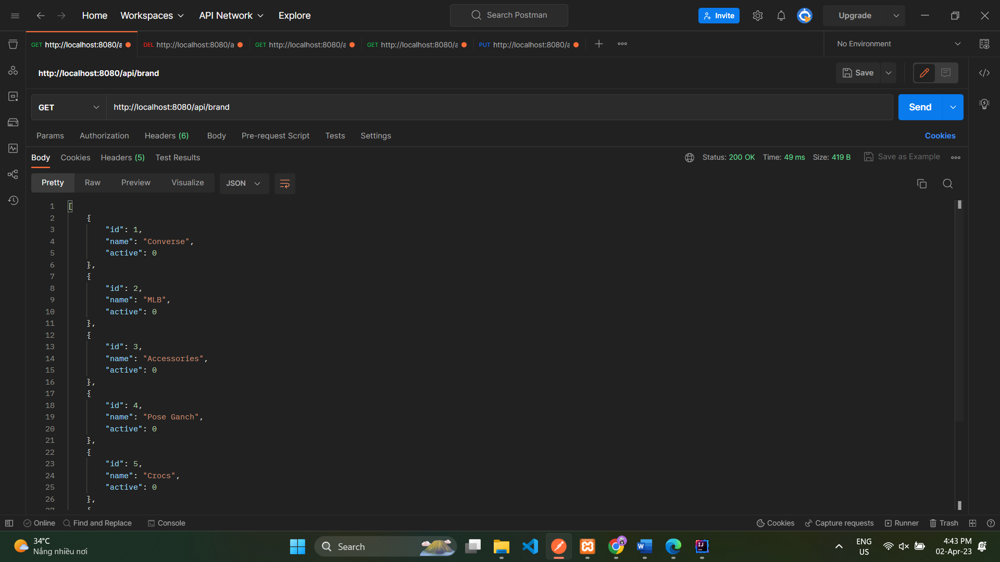 Home Workspaces API Network Explore Search Postman Invite Upgrade
GET http://localhost:8080/a DEL http://localhost:8080/a GET http://localhost:8080/a GET http://localhost:8080/a PUT http://localhost:8080/a No Environment
http://localhost:8080/api/brand Save
GET http://localhost:8080/api/brand Send
Params Authorization Headers (6) Body Pre-request Script Tests Settings Cookies
Body Cookies Headers (5) Test Results Status: 200 OK Time: 49 ms Size: 419 B Save as Example
Pretty Raw Preview Visualize JSON
1 [
2 {
3 "id": 1,
4 "name": "Converse",
5 "active": 0
6 },
7 {
8 "id": 2,
9 "name": "MLB",
10 "active": 0
11 },
12 {
13 "id": 3,
14 "name": "Accessories",
15 "active": 0
16 },
17 {
18 "id": 4,
19 "name": "Pose Ganch",
20 "active": 0
21 },
22 {
23 "id": 5,
24 "name": "Crocs",
25 "active": 0
26 },
27 {
Online Find and Replace Console Cookies Capture requests Runner Trash
34°C
Nắng nhiều nơi
Search
ENG
US
4:43 PM
02-Apr-23